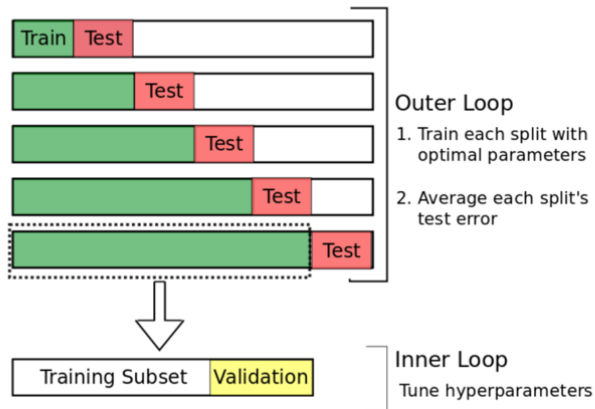 Train Test
Test
Test
Test
Test
Outer Loop
1. Train each split with
optimal parameters
2. Average each split's
test error
Training Subset Validation
Inner Loop
Tune hyperparameters